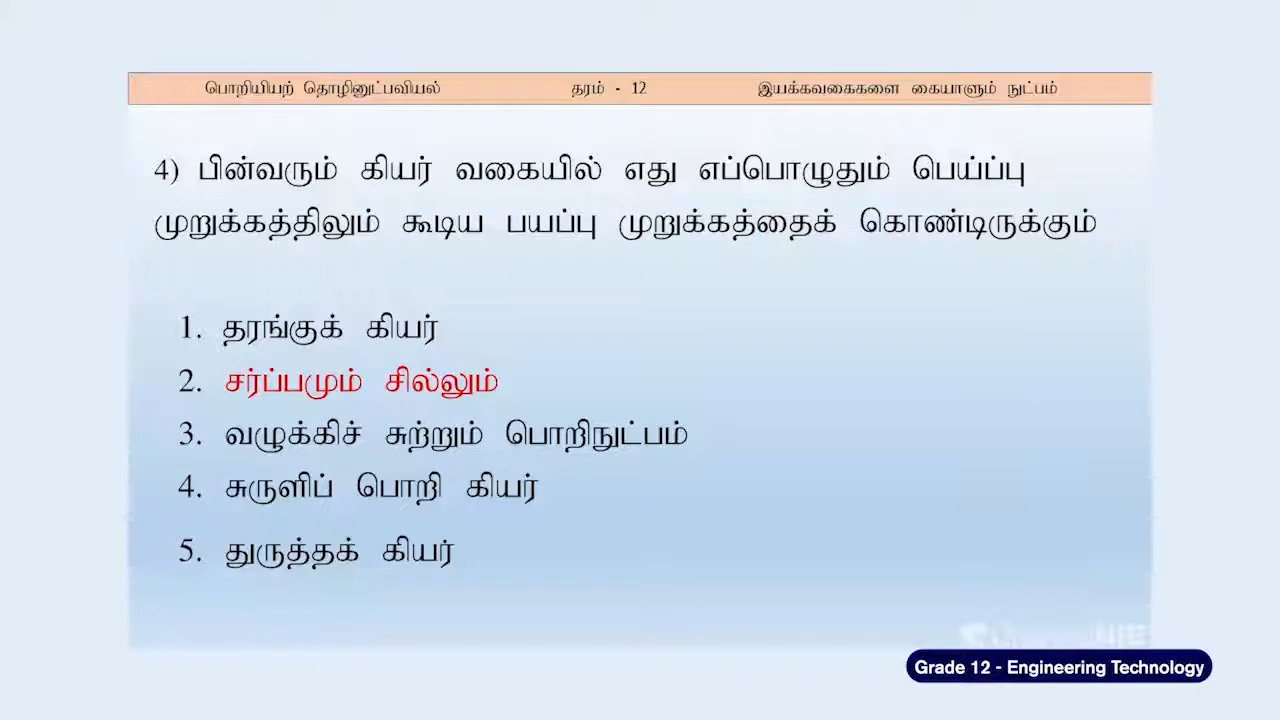 பொறியியற் தொழினுட்பவியல் தரம் - 12 இயக்கவகைகளை கையாளும் நுட்பம்
4) பின்வரும் கியர் வகையில் எது எப்பொழுதும் பெய்ப்பு
முறுக்கத்திலும் கூடிய பயப்பு முறுக்கத்தைக் கொண்டிருக்கும்
1. தரங்குக் கியர்
2. சர்ப்பமும் சில்லும்
3. வழுக்கிச் சுற்றும் பொறிநுட்பம்
4. சுருளிப் பொறி கியர்
5. துருத்தக் கியர்
Grade 12 - Engineering Technology